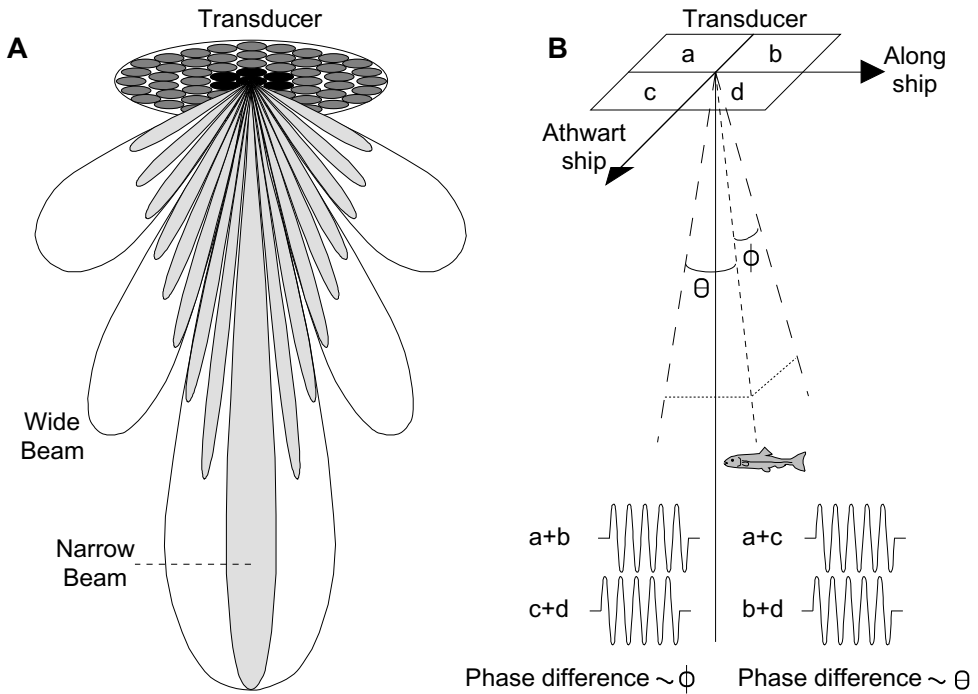 A
Transducer
Wide
Beam
Narrow
Beam
B
Transducer
a
b
c
d
Along
ship
Athwart
ship
ϕ
θ
a+b
a+c
c+d
b+d
Phase difference ~ ϕ
Phase difference ~ θ